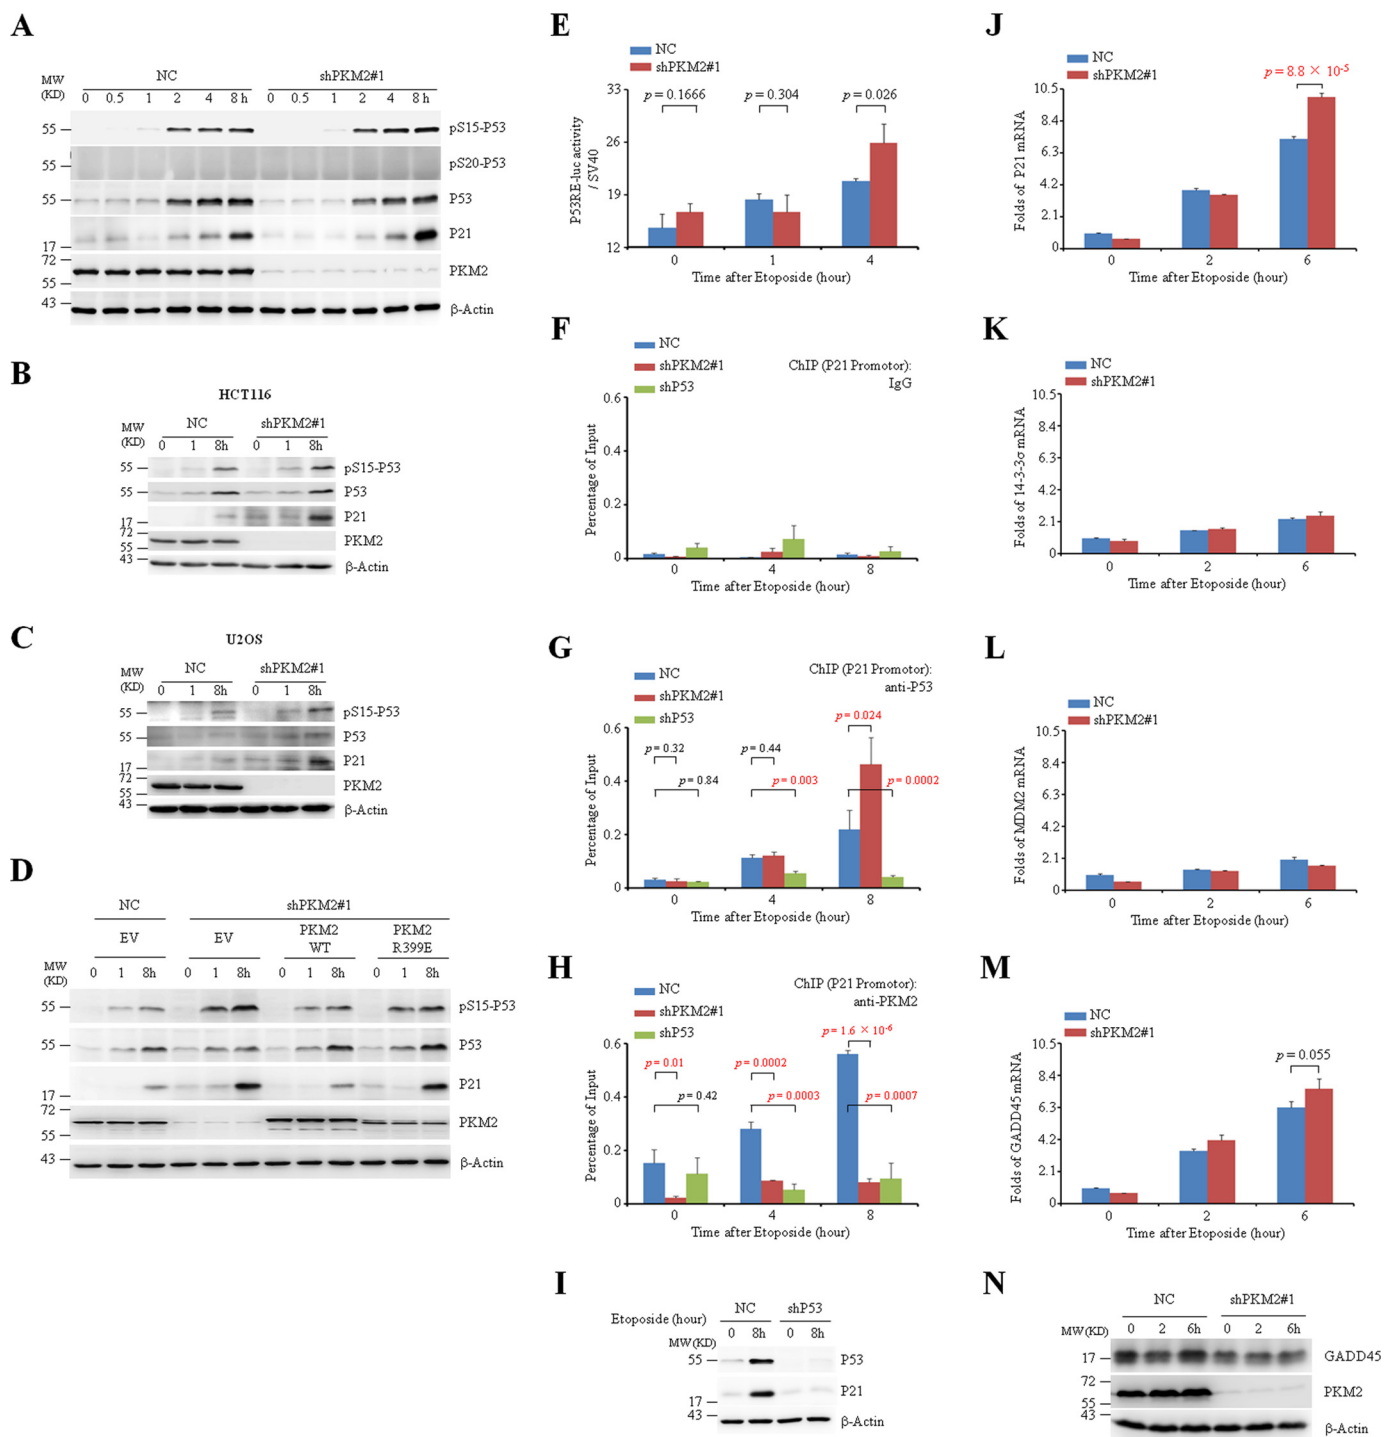 A
NC shPKM2#1
MW
(KD)
0 0.5 1 2 4 8 h 0 0.5 1 2 4 8 h
55 pS15-P53
55 pS20-P53
55 P53
17 P21
72
55 PKM2
43 β-Actin
B
HCT116
NC shPKM2#1
MW
(KD)
0 1 8h 0 1 8h
55 pS15-P53
55 P53
17 P21
72
55 PKM2
43 β-Actin
C
U2OS
NC shPKM2#1
MW
(KD)
0 1 8h 0 1 8h
55 pS15-P53
55 P53
17 P21
72
55 PKM2
43 β-Actin
D
NC shPKM2#1
EV EV PKM2 WT PKM2 R399E
MW
(KD)
0 1 8h 0 1 8h 0 1 8h 0 1 8h
55 pS15-P53
55 P53
17 P21
72
55 PKM2
43 β-Actin
E
NC
shPKM2#1
p = 0.1666 p = 0.304 p = 0.026
P53RE-luc activity
/ SV40
33
26
19
12
0 1 4
Time after Etoposide (hour)
F
NC
shPKM2#1
shP53
ChIP (P21 Promotor):
IgG
Percentage of Input
0.6
0.4
0.2
0
0 4 8
Time after Etoposide (hour)
G
NC
shPKM2#1
shP53
ChIP (P21 Promotor):
anti-P53
p = 0.024
p = 0.32 p = 0.44
p = 0.84 p = 0.003 p = 0.0002
Percentage of Input
0.6
0.4
0.2
0
0 4 8
Time after Etoposide (hour)
H
NC
shPKM2#1
shP53
ChIP (P21 Promotor):
anti-PKM2
p = 1.6 × 10-6
p = 0.01 p = 0.0002
p = 0.42 p = 0.0003 p = 0.0007
Percentage of Input
0.6
0.4
0.2
0
0 4 8
Time after Etoposide (hour)
I
NC shP53
Etoposide (hour)
0 8h 0 8h
MW (KD)
55 P53
17 P21
43 β-Actin
J
NC
shPKM2#1
p = 8.8 × 10-5
Folds of P21 mRNA
10.5
8.4
6.3
4.2
2.1
0
0 2 6
Time after Etoposide (hour)
K
NC
shPKM2#1
Folds of 14-3-3σ mRNA
10.5
8.4
6.3
4.2
2.1
0
0 2 6
Time after Etoposide (hour)
L
NC
shPKM2#1
Folds of MDM2 mRNA
10.5
8.4
6.3
4.2
2.1
0
0 2 6
Time after Etoposide (hour)
M
NC
shPKM2#1
p = 0.055
Folds of GADD45 mRNA
10.5
8.4
6.3
4.2
2.1
0
0 2 6
Time after Etoposide (hour)
N
NC shPKM2#1
MW (KD)
0 2 6h 0 2 6h
17 GADD45
72
55 PKM2
43 β-Actin